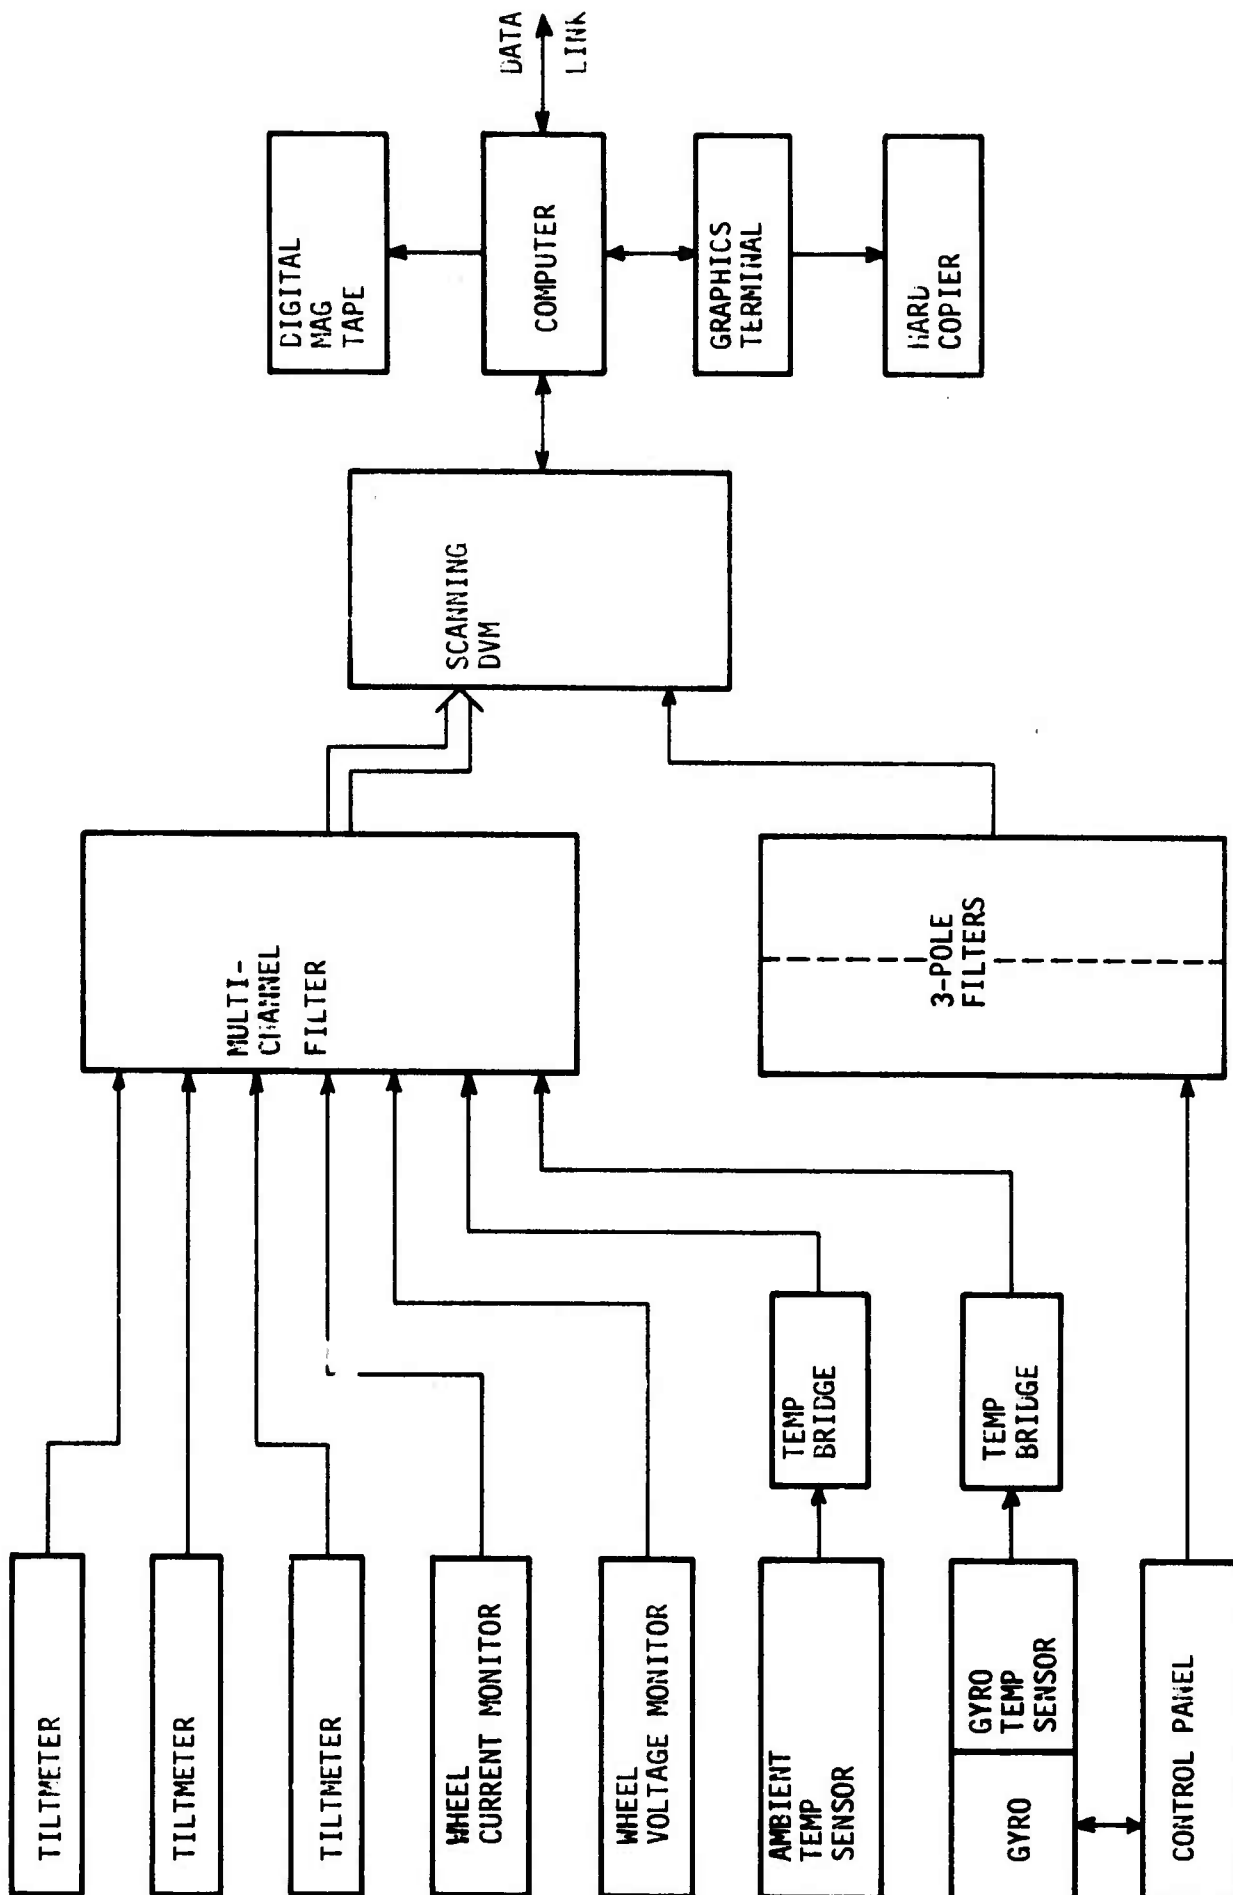 TILTMETER
TILTMETER
TILTMETER
WHEEL
CURRENT MONITOR
WHEEL
VOLTAGE MONITOR
AMBIENT
TEMP
SENSOR
GYRO
GYRO
TEMP
SENSOR
CONTROL PANEL
TEMP
BRIDGE
TEMP
BRIDGE
MULTI-
CHANNEL
FILTER
3-POLE
FILTERS
SCANNING
DVM
DIGITAL
MAG
TAPE
COMPUTER
GRAPHICS
TERMINAL
HARD
COPIER
DATA
LINK